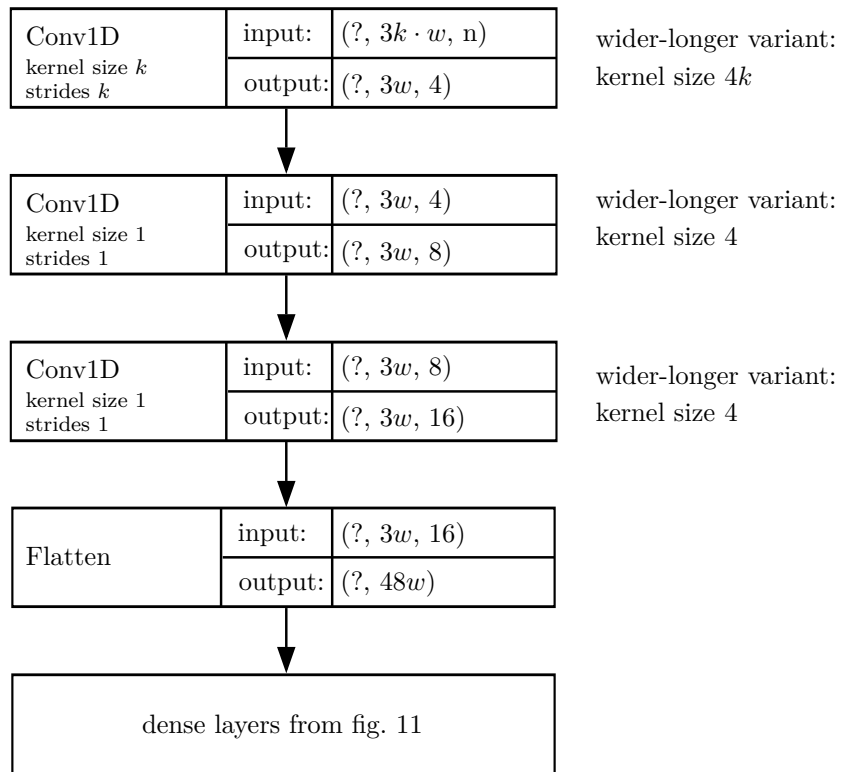 Conv1D
kernel size k
strides k
input: (?, 3k · w, n)
output: (?, 3w, 4)
wider-longer variant:
kernel size 4k
Conv1D
kernel size 1
strides 1
input: (?, 3w, 4)
output: (?, 3w, 8)
wider-longer variant:
kernel size 4
Conv1D
kernel size 1
strides 1
input: (?, 3w, 8)
output: (?, 3w, 16)
wider-longer variant:
kernel size 4
Flatten
input: (?, 3w, 16)
output: (?, 48w)
dense layers from fig. 11